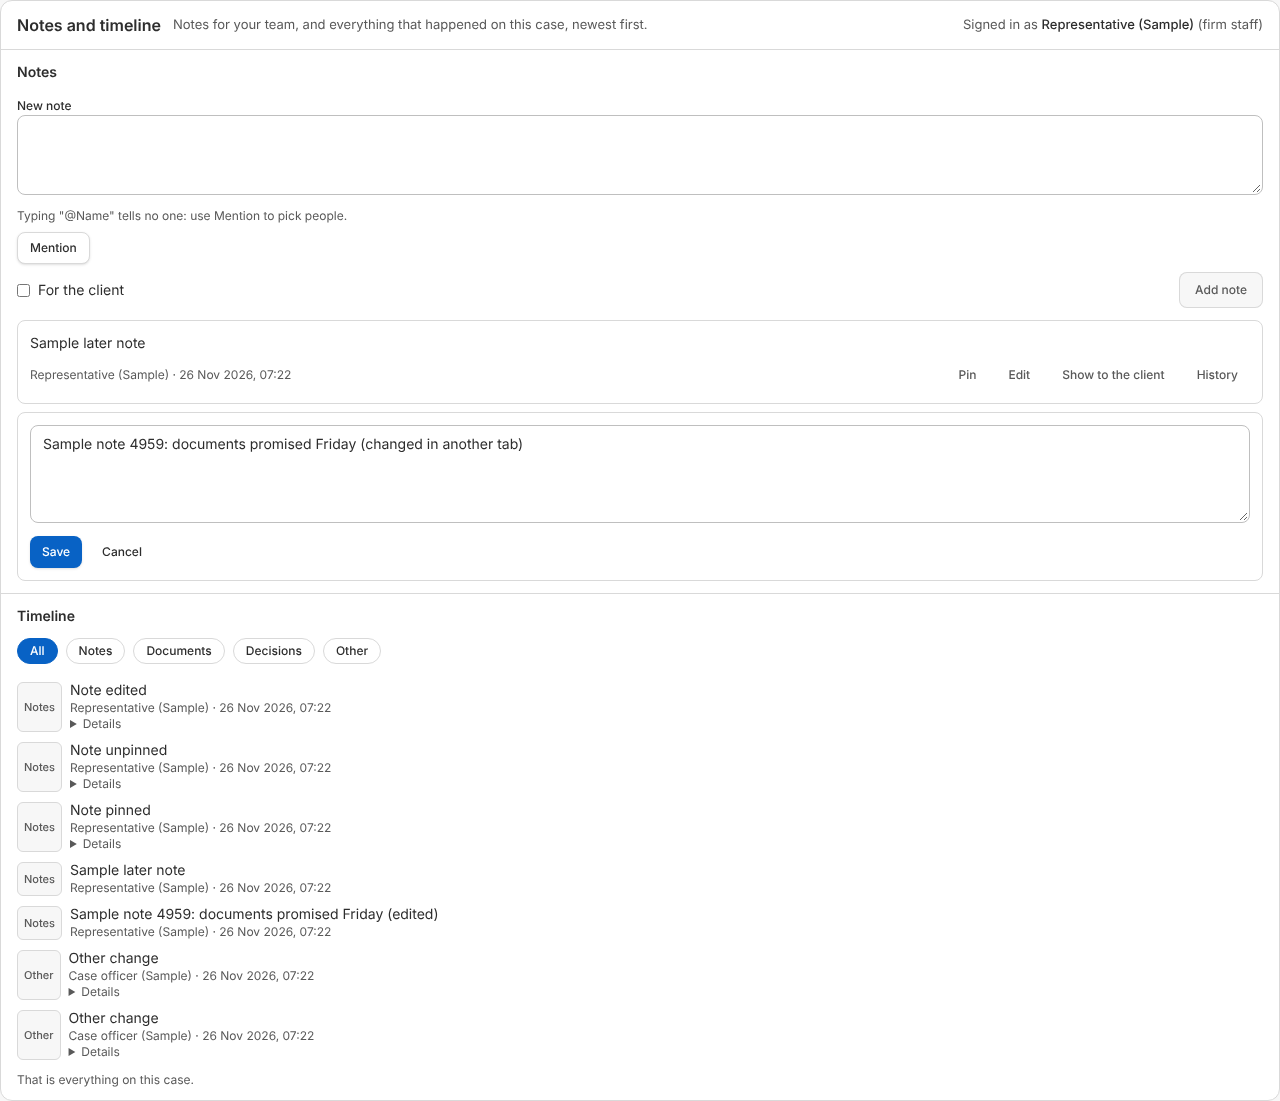 Notes and timeline Notes for your team, and everything that happened on this case, newest first. Signed in as Representative (Sample) (firm staff)
Notes
New note
Typing "@Name" tells no one: use Mention to pick people.
Mention
For the client Add note
Sample later note
Representative (Sample) · 26 Nov 2026, 07:22 Pin Edit Show to the client History
Sample note 4959: documents promised Friday (changed in another tab)
Save Cancel
Timeline
All Notes Documents Decisions Other
Notes Note edited
Representative (Sample) · 26 Nov 2026, 07:22
Details
Notes Note unpinned
Representative (Sample) · 26 Nov 2026, 07:22
Details
Notes Note pinned
Representative (Sample) · 26 Nov 2026, 07:22
Details
Notes Sample later note
Representative (Sample) · 26 Nov 2026, 07:22
Notes Sample note 4959: documents promised Friday (edited)
Representative (Sample) · 26 Nov 2026, 07:22
Other Other change
Case officer (Sample) · 26 Nov 2026, 07:22
Details
Other Other change
Case officer (Sample) · 26 Nov 2026, 07:22
Details
That is everything on this case.